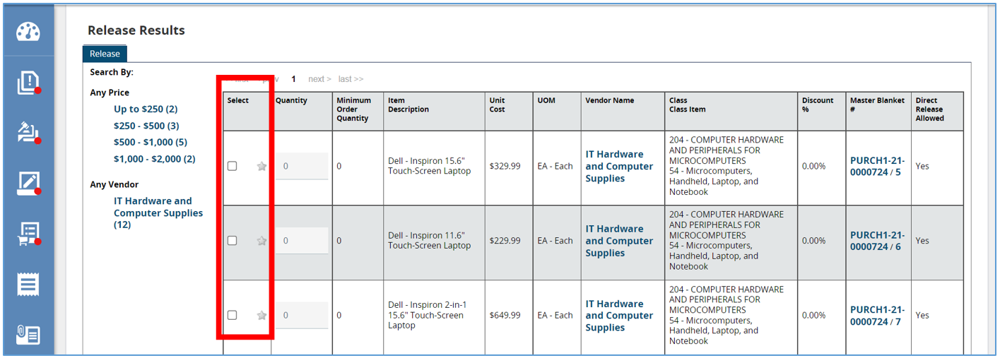 Release Results
Release
Search By:
Any Price
Up to $250 (2)
$250 - $500 (3)
$500 - $1,000 (5)
$1,000 - $2,000 (2)
Any Vendor
IT Hardware and
Computer Supplies
(12)
1 next > last >>
Select
Quantity
Minimum
Order
Quantity
Item
Description
Unit
Cost
UOM
Vendor Name
Class
Class Item
Discount
%
Master Blanket
#
Direct
Release
Allowed
0
0
Dell - Inspiron 15.6"
Touch-Screen Laptop
$329.99
EA - Each
IT Hardware
and Computer
Supplies
204 - COMPUTER HARDWARE
AND PERIPHERALS FOR
MICROCOMPUTERS
54 - Microcomputers,
Handheld, Laptop, and
Notebook
0.00%
PURCH1-21-
0000724 / 5
Yes
0
0
Dell - Inspiron 11.6"
Touch-Screen Laptop
$229.99
EA - Each
IT Hardware
and Computer
Supplies
204 - COMPUTER HARDWARE
AND PERIPHERALS FOR
MICROCOMPUTERS
54 - Microcomputers,
Handheld, Laptop, and
Notebook
0.00%
PURCH1-21-
0000724 / 6
Yes
0
0
Dell - Inspiron 2-in-1
15.6" Touch-Screen
Laptop
$649.99
EA - Each
IT Hardware
and Computer
Supplies
204 - COMPUTER HARDWARE
AND PERIPHERALS FOR
MICROCOMPUTERS
54 - Microcomputers,
Handheld, Laptop, and
Notebook
0.00%
PURCH1-21-
0000724 / 7
Yes